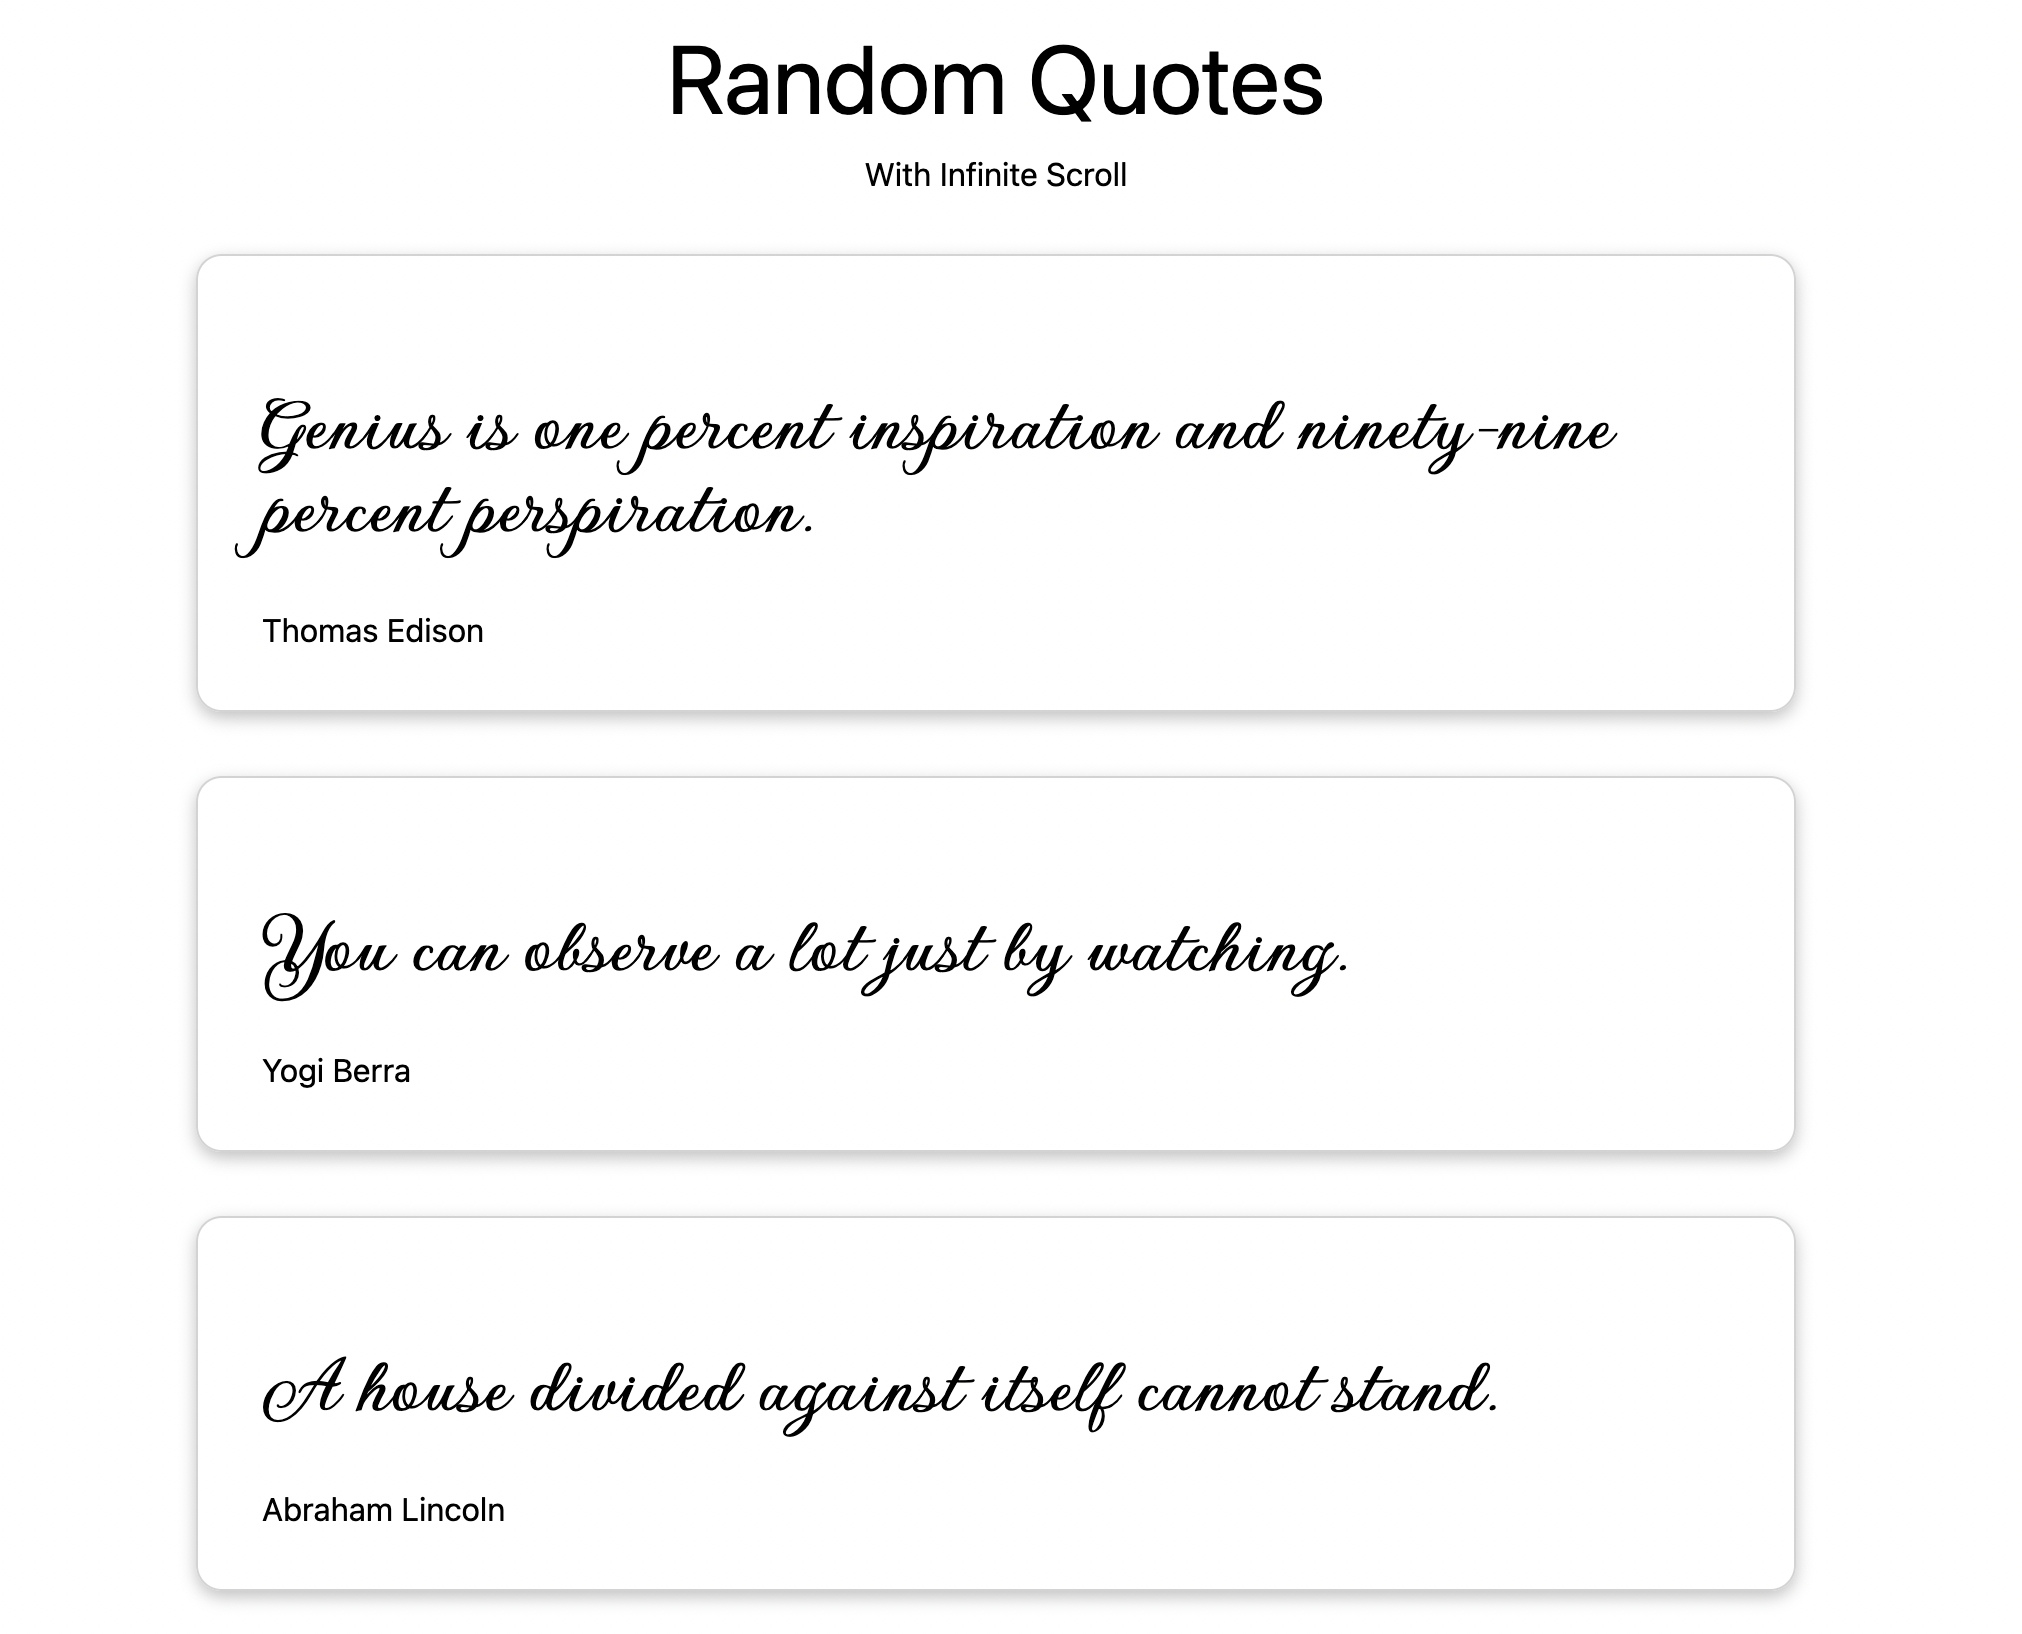 Random Quotes
With Infinite Scroll
Genius is one percent inspiration and ninety-nine
percent perspiration.
Thomas Edison
You can observe a lot just by watching.
Yogi Berra
A house divided against itself cannot stand.
Abraham Lincoln